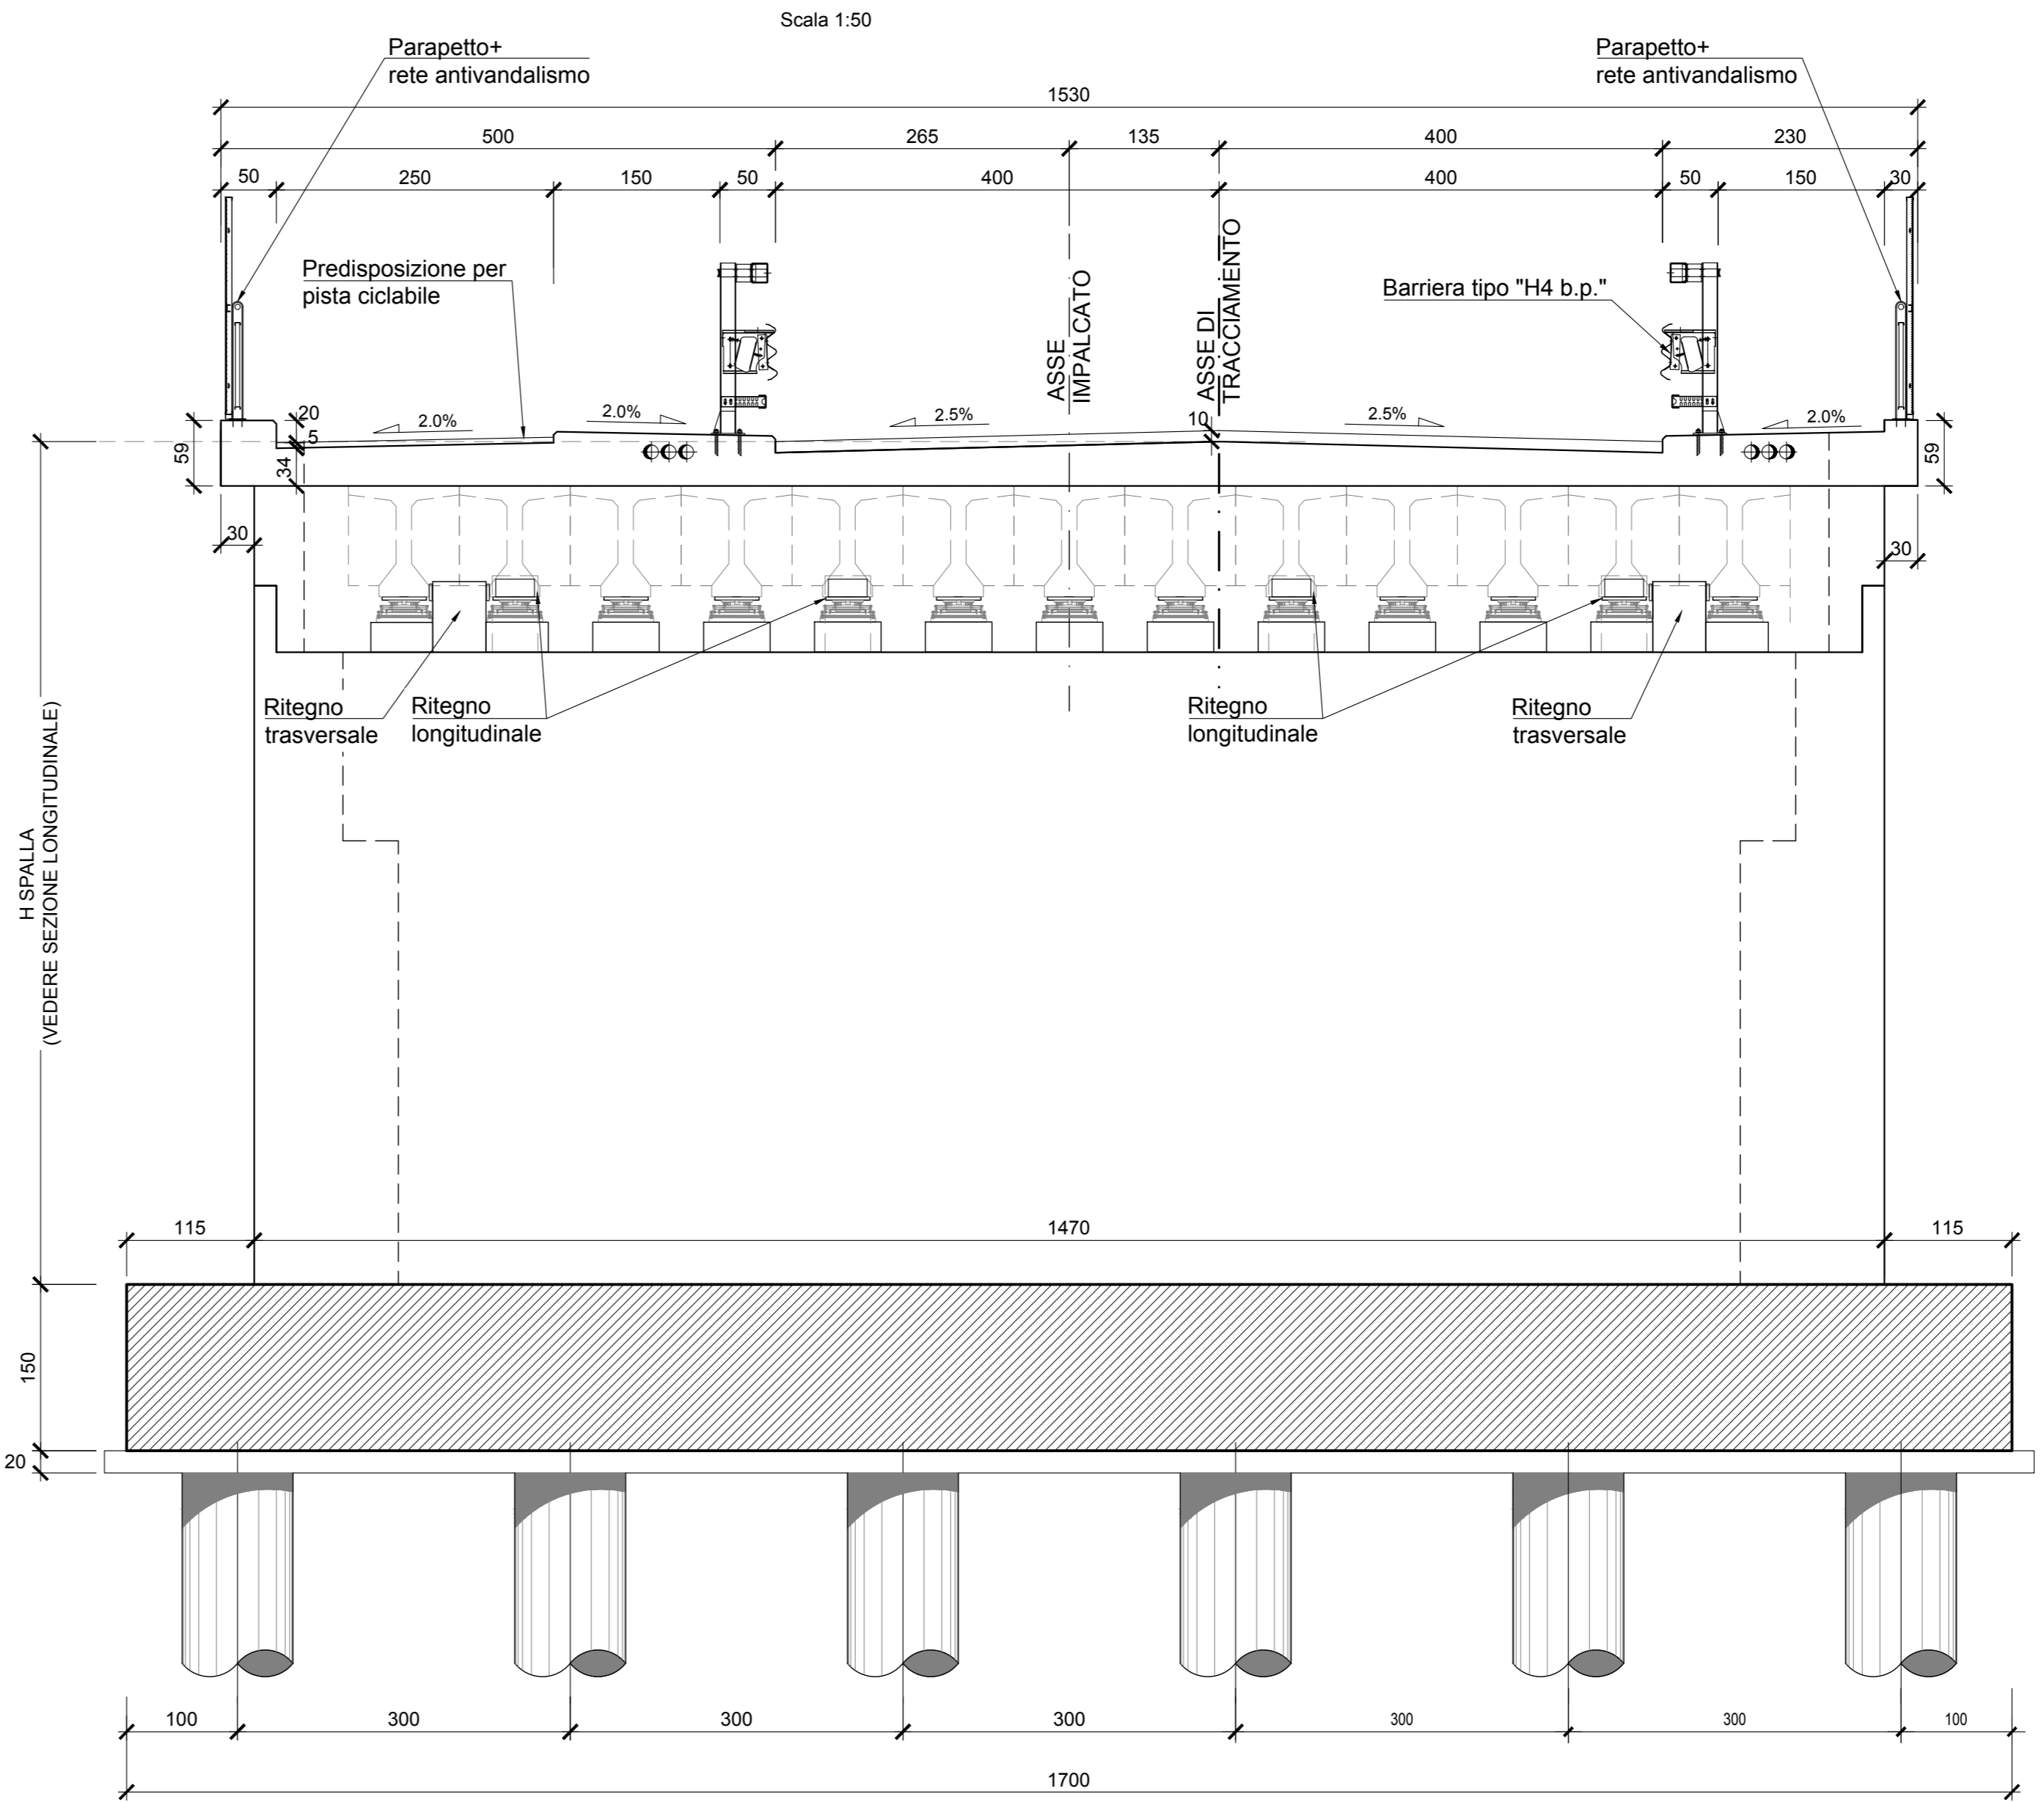 Scala 1:50
Parapetto+
rete antivandalismo
Parapetto+
rete antivandalismo
1530
500
265
135
400
230
50
250
150
50
400
400
50
150
30
Predisposizione per
pista ciclabile
ASSE
IMPALCATO
ASSE DI
TRACCIAMENTO
Barriera tipo "H4 b.p."
20
5
34
59
2.0%
2.0%
2.5%
10
2.5%
2.0%
59
30
30
Ritegno
trasversale
Ritegno
longitudinale
Ritegno
longitudinale
Ritegno
trasversale
H SPALLA
(VEDERE SEZIONE LONGITUDINALE)
115
1470
115
150
20
100
300
300
300
300
300
100
1700